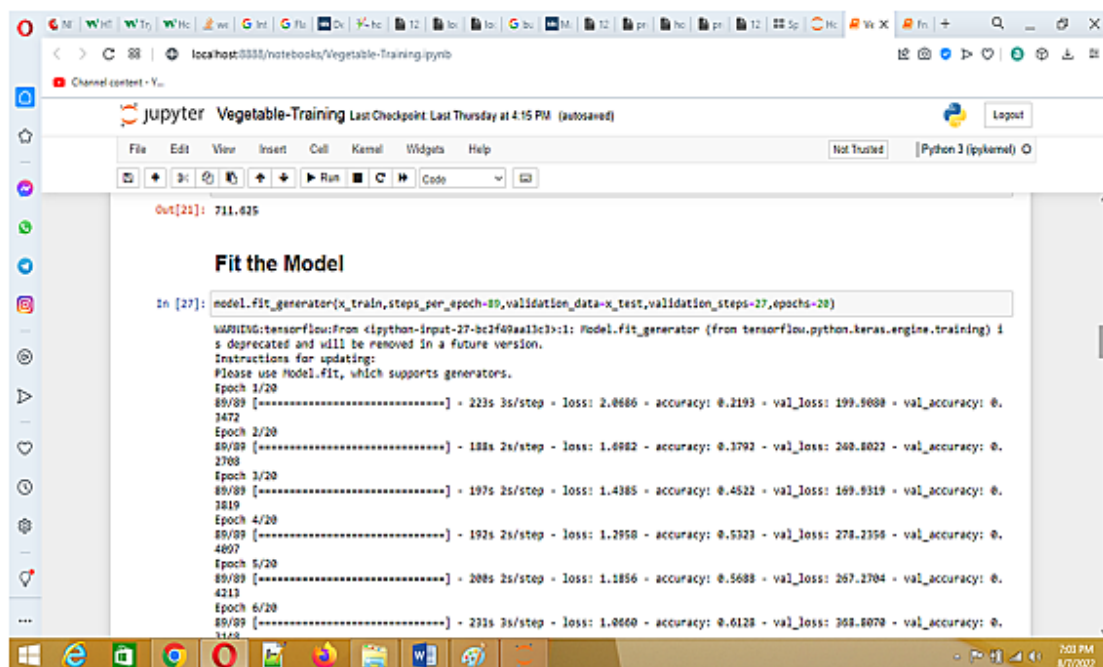 localhost:8888/notebooks/Vegetable-Training.ipynb
Channel content - Y...
jupyter Vegetable-Training Last Checkpoint: Last Thursday at 4:15 PM (autosaved)
Logout
File Edit View Insert Cell Kernel Widgets Help
Not Trusted
Python 3 (ipykernel)
Run
Code
Out[21]: 711.625
Fit the Model
In [27]: model.fit_generator(x_train,steps_per_epoch=89,validation_data=x_test,validation_steps=27,epochs=20)
WARNING:tensorflow:From <ipython-input-27-bc2f49aa13c3>:1: Model.fit_generator (from tensorflow.python.keras.engine.training) i
s deprecated and will be removed in a future version.
Instructions for updating:
Please use Model.fit, which supports generators.
Epoch 1/20
89/89 [==============================] - 223s 3s/step - loss: 2.0686 - accuracy: 0.2193 - val_loss: 199.9080 - val_accuracy: 0.
3472
Epoch 2/20
89/89 [==============================] - 188s 2s/step - loss: 1.6982 - accuracy: 0.3792 - val_loss: 260.8022 - val_accuracy: 0.
2708
Epoch 3/20
89/89 [==============================] - 197s 2s/step - loss: 1.4385 - accuracy: 0.4522 - val_loss: 169.9319 - val_accuracy: 0.
3819
Epoch 4/20
89/89 [==============================] - 192s 2s/step - loss: 1.2958 - accuracy: 0.5323 - val_loss: 278.2356 - val_accuracy: 0.
4097
Epoch 5/20
89/89 [==============================] - 200s 2s/step - loss: 1.1856 - accuracy: 0.5688 - val_loss: 267.2704 - val_accuracy: 0.
4213
Epoch 6/20
89/89 [==============================] - 231s 3s/step - loss: 1.0660 - accuracy: 0.6128 - val_loss: 368.8070 - val_accuracy: 0.
3148
7:03 PM
8/7/2022